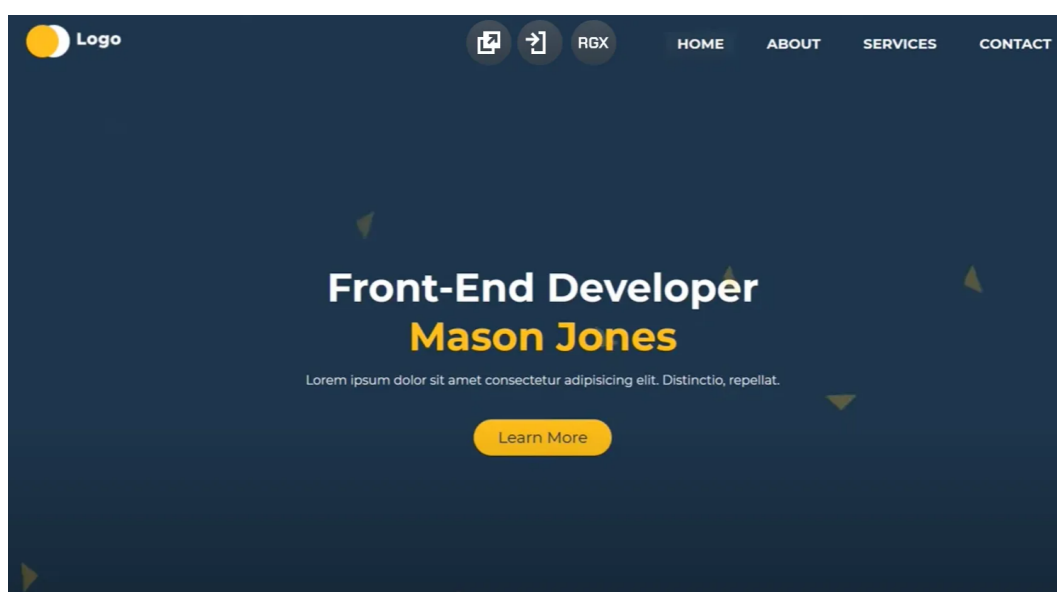 Logo
RGX
HOME ABOUT SERVICES CONTACT
Front-End Developer
Mason Jones
Lorem ipsum dolor sit amet consectetur adipisicing elit. Distinctio, repellat.
Learn More